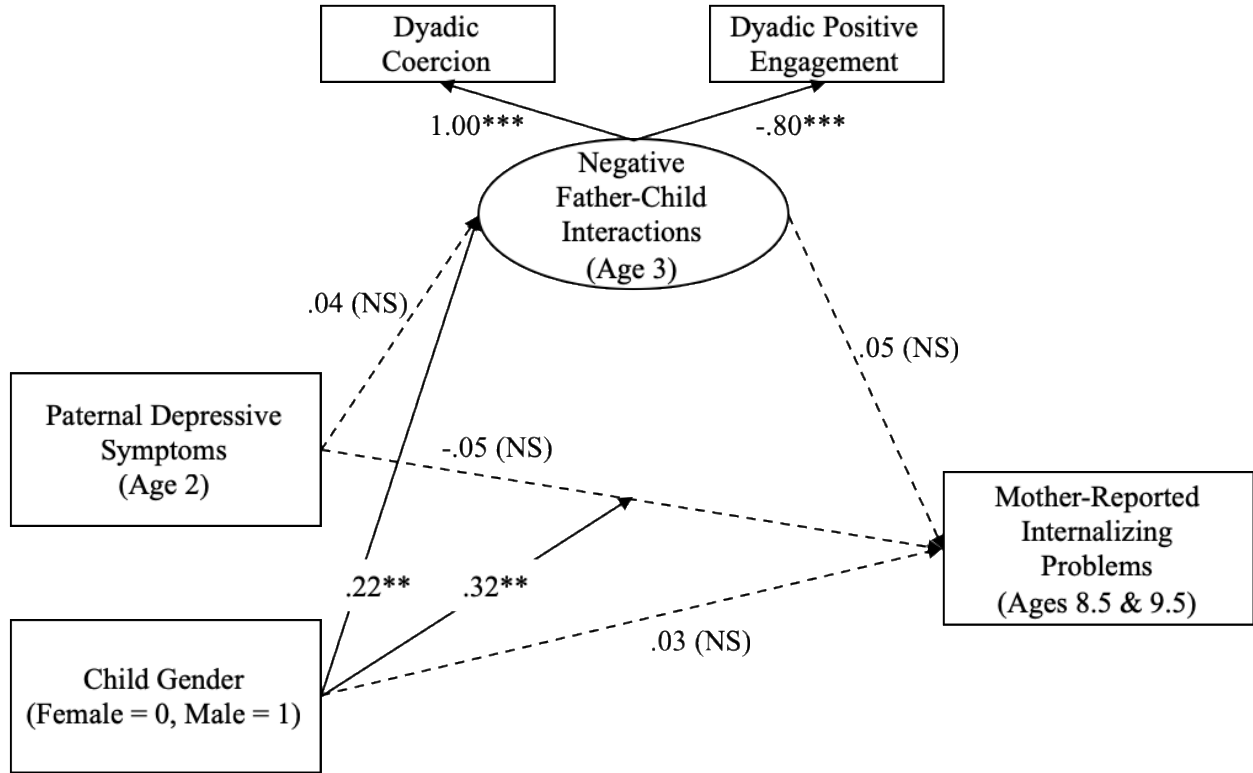 Dyadic
Coercion
Dyadic Positive
Engagement
1.00***
-.80***
Negative
Father-Child
Interactions
(Age 3)
.04 (NS)
.05 (NS)
Paternal Depressive
Symptoms
(Age 2)
-.05 (NS)
Mother-Reported
Internalizing
Problems
(Ages 8.5 & 9.5)
.22**
.32**
.03 (NS)
Child Gender
(Female = 0, Male = 1)